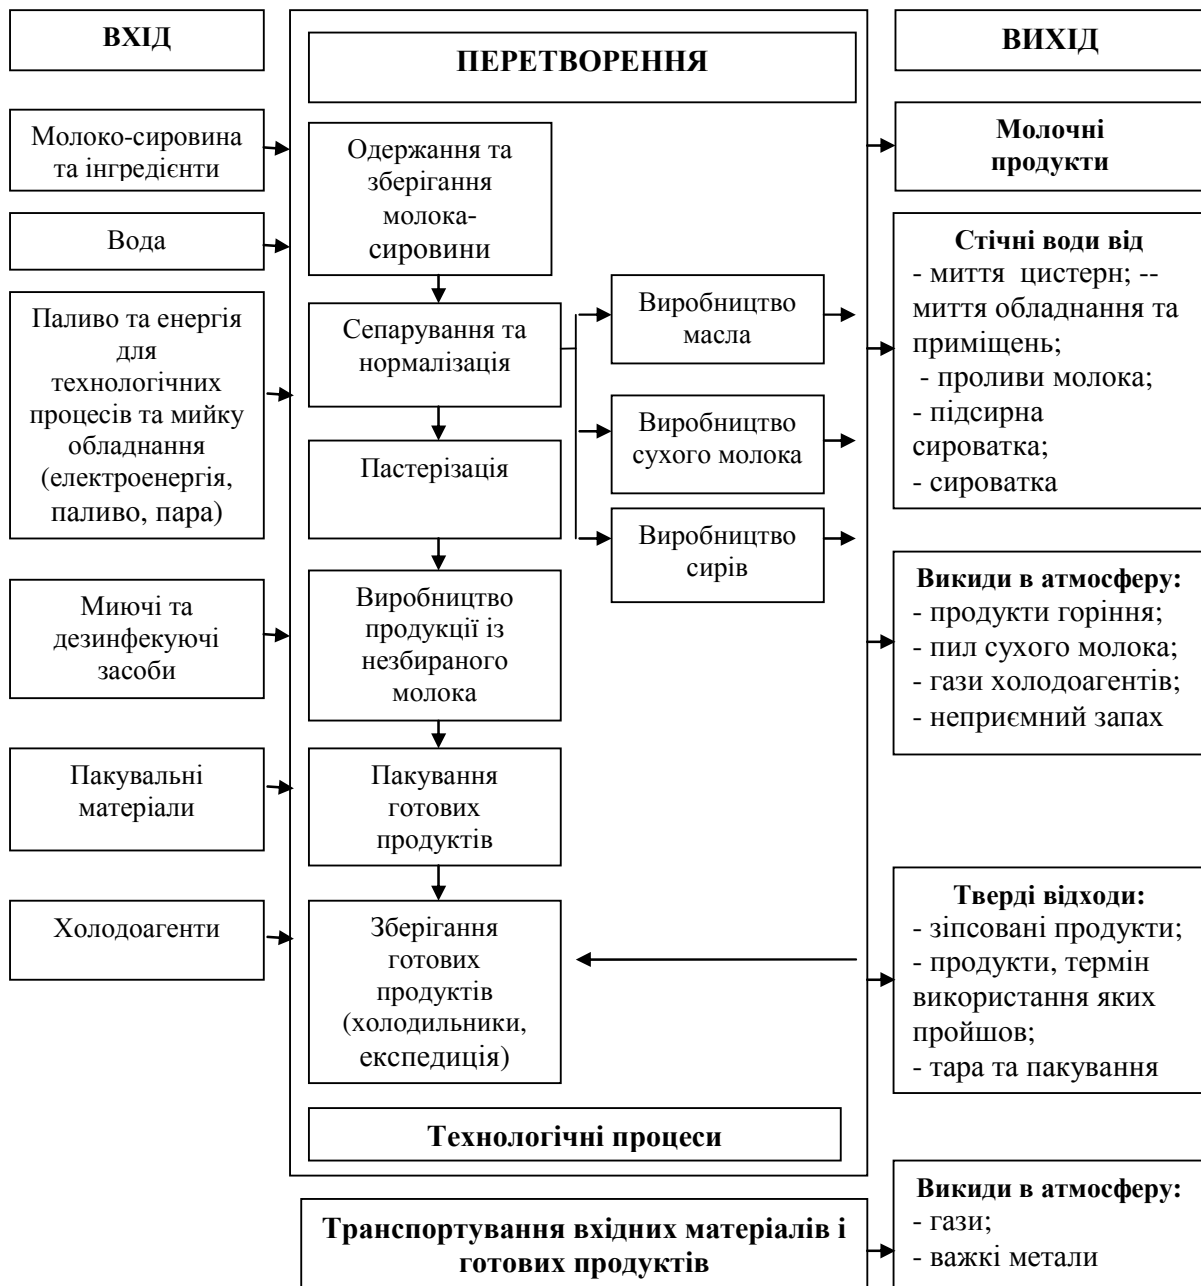 ВХІД
Молоко-сировина
та інгредієнти
Вода
Паливо та енергія
для
технологічних
процесів та мийку
обладнання
(електроенергія,
паливо, пара)
Миючі та
дезинфекуючі
засоби
Пакувальні
матеріали
Холодоагенти
ПЕРЕТВОРЕННЯ
Одержання та
зберігання
молока-
сировини
Сепарування та
нормалізація
Пастерізація
Виробництво
продукції із
незбираного
молока
Пакування
готових
продуктів
Зберігання
готових
продуктів
(холодильники,
експедиція)
Виробництво
масла
Виробництво
сухого молока
Виробництво
сирів
Технологічні процеси
Транспортування вхідних матеріалів і
готових продуктів
ВИХІД
Молочні
продукти
Стічні води від
- миття цистерн; --
миття обладнання та
приміщень;
- проливи молока;
- підсирна
сироватка;
- сироватка
Викиди в атмосферу:
- продукти горіння;
- пил сухого молока;
- гази холодоагентів;
- неприємний запах
Тверді відходи:
- зіпсовані продукти;
- продукти, термін
використання яких
пройшов;
- тара та пакування
Викиди в атмосферу:
- гази;
- важкі метали